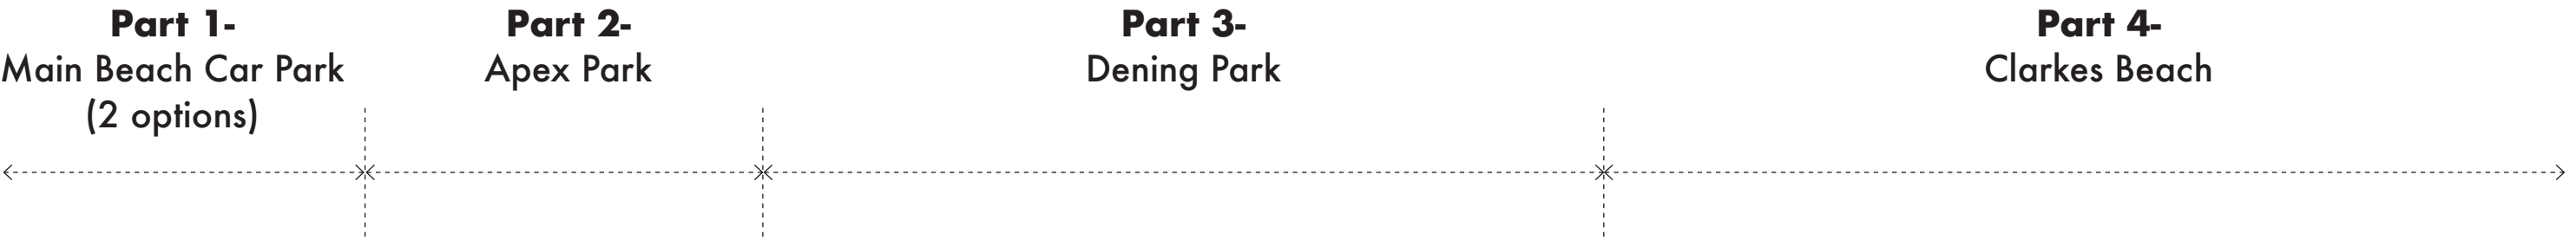 Part 1-
Main Beach Car Park
(2 options)
Part 2-
Apex Park
Part 3-
Dening Park
Part 4-
Clarkes Beach